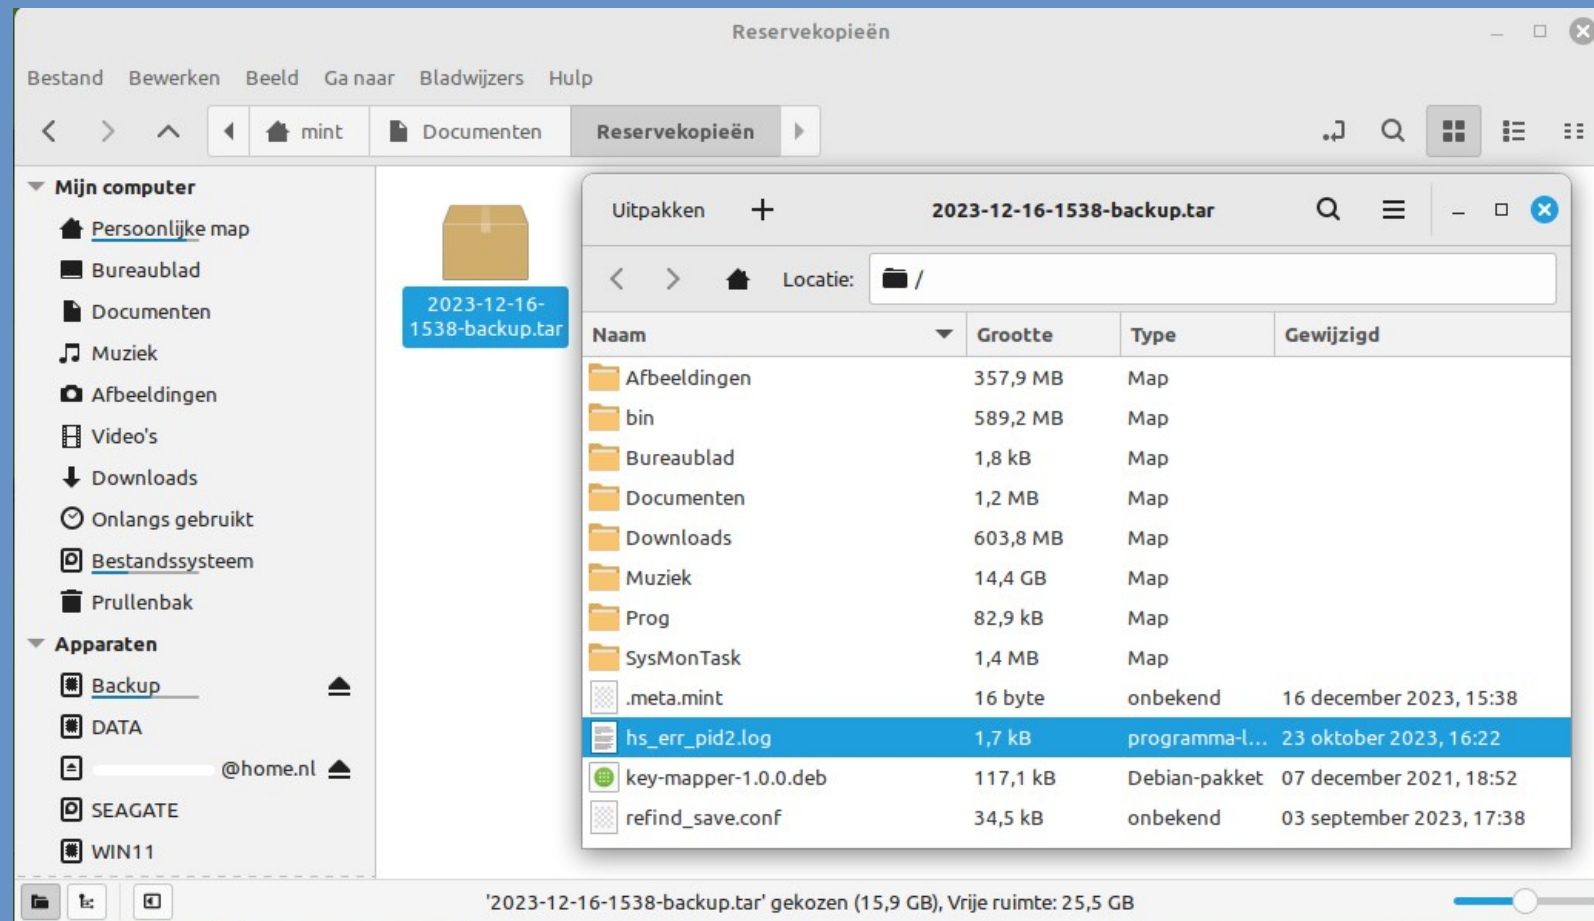 Reservekopieën
Bestand Bewerken Beeld Ga naar Bladwijzers Hulp
mint Documenten Reservekopieën
Mijn computer
Persoonlijke map
Bureaublad
Documenten
Muziek
Afbeeldingen
Video's
Downloads
Onlangs gebruikt
Bestandssysteem
Prullenbak
Apparaten
Backup
DATA
@home.nl
SEAGATE
WIN11
2023-12-16-
1538-backup.tar
Uitpakken 2023-12-16-1538-backup.tar
Locatie: /
Naam Grootte Type Gewijzigd
Afbeeldingen 357,9 MB Map
bin 589,2 MB Map
Bureaublad 1,8 kB Map
Documenten 1,2 MB Map
Downloads 603,8 MB Map
Muziek 14,4 GB Map
Prog 82,9 kB Map
SysMonTask 1,4 MB Map
.meta.mint 16 byte onbekend 16 december 2023, 15:38
hs_err_pid2.log 1,7 kB programma-l... 23 oktober 2023, 16:22
key-mapper-1.0.0.deb 117,1 kB Debian-pakket 07 december 2021, 18:52
refind_save.conf 34,5 kB onbekend 03 september 2023, 17:38
'2023-12-16-1538-backup.tar' gekozen (15,9 GB), Vrije ruimte: 25,5 GB